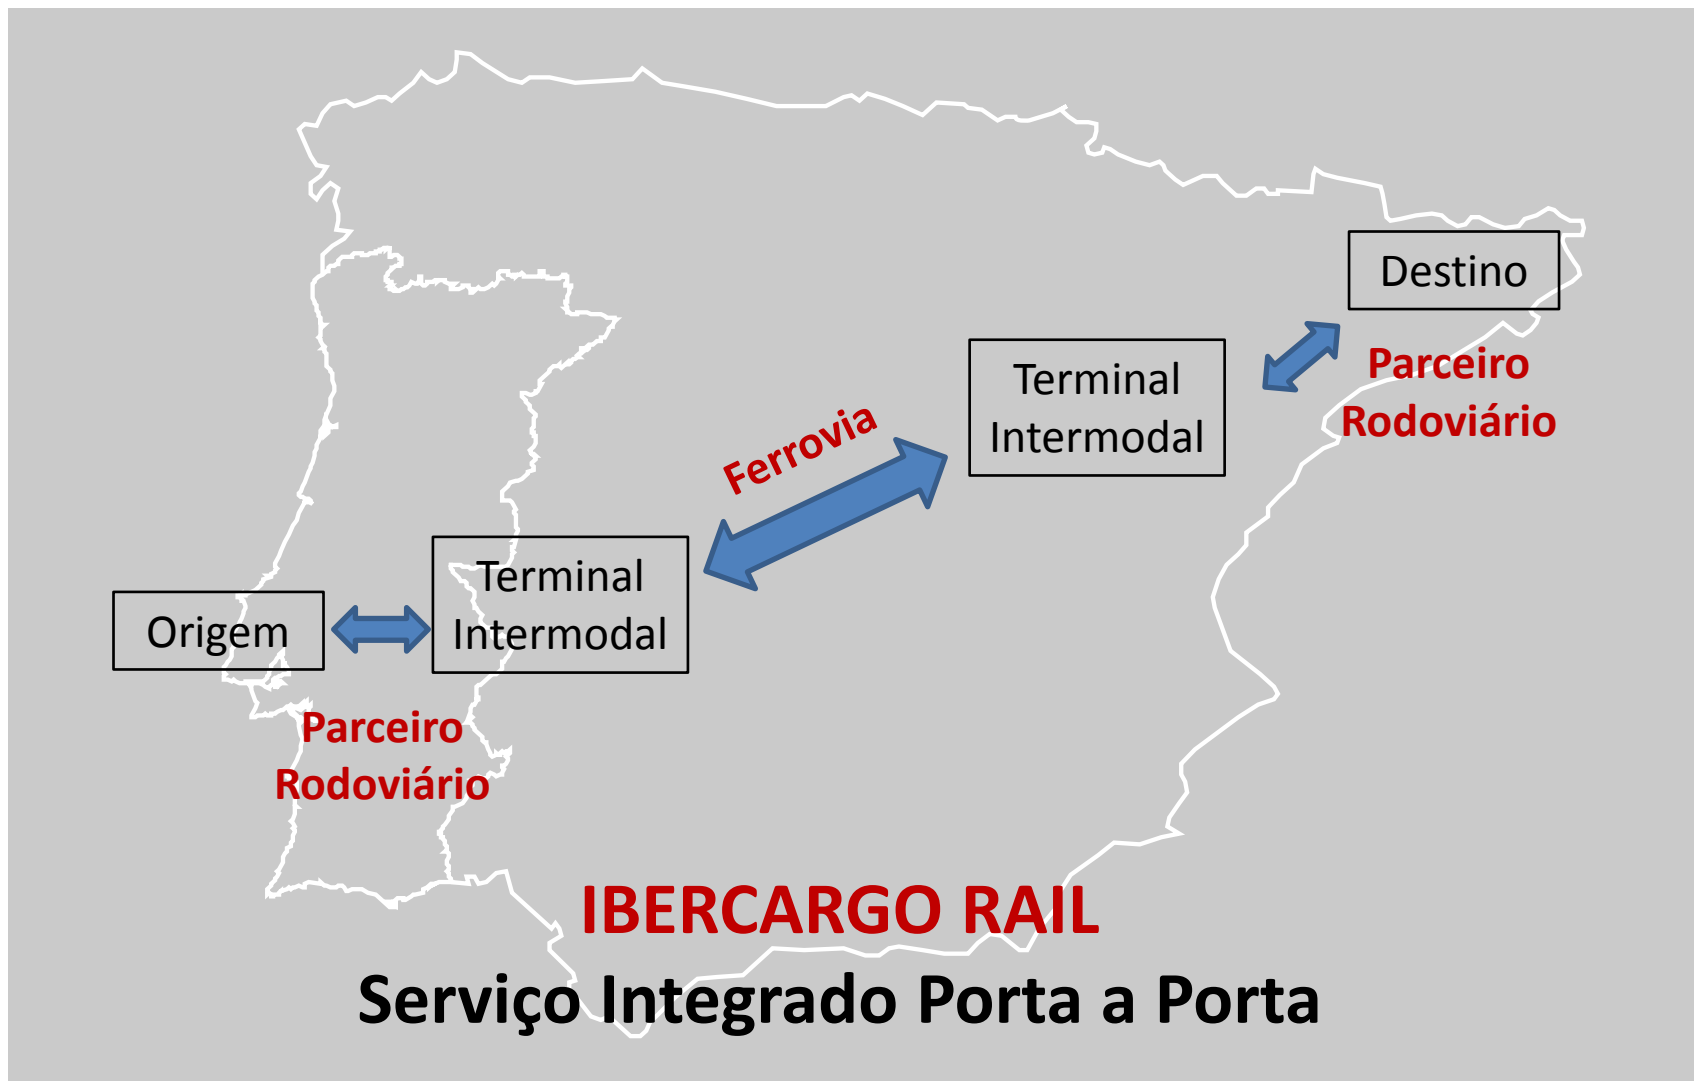 Destino
Parceiro
Rodoviário
Terminal
Intermodal
Ferrovia
Terminal
Intermodal
Origem
Parceiro
Rodoviário
IBERCARGO RAIL
Serviço Integrado Porta a Porta